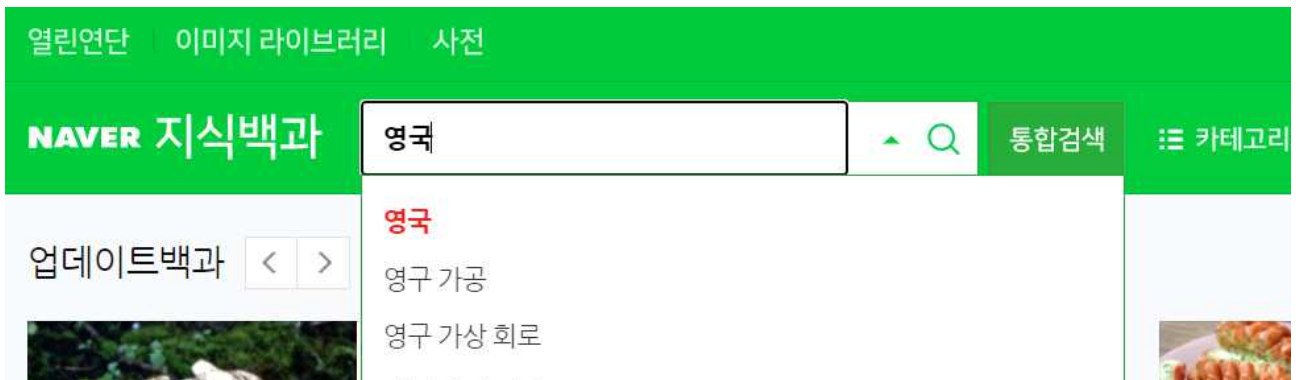 열린연단 이미지 라이브러리 사전
NAVER 지식백과 영국 통합검색 카테고리
영국
업데이트백과
영구 가공
영구 가상 회로